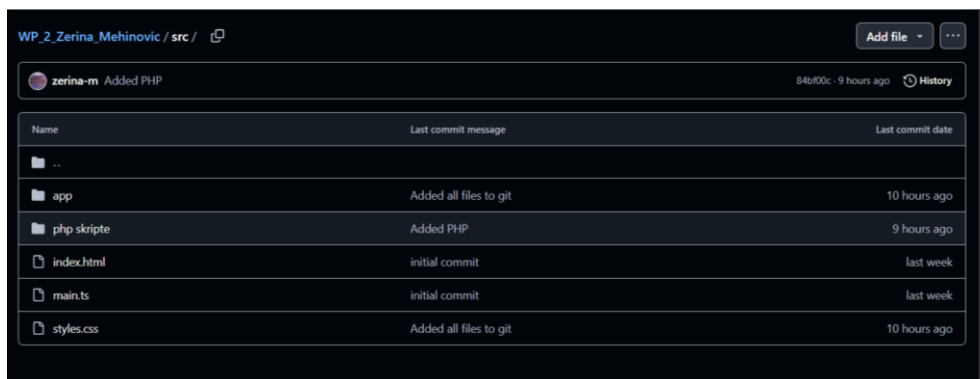 WP_2_Zerina_Mehinovic / src / Add file
zerina-m Added PHP 84bf00c · 9 hours ago History
Name Last commit message Last commit date
..
app Added all files to git 10 hours ago
php skripte Added PHP 9 hours ago
index.html initial commit last week
main.ts initial commit last week
styles.css Added all files to git 10 hours ago